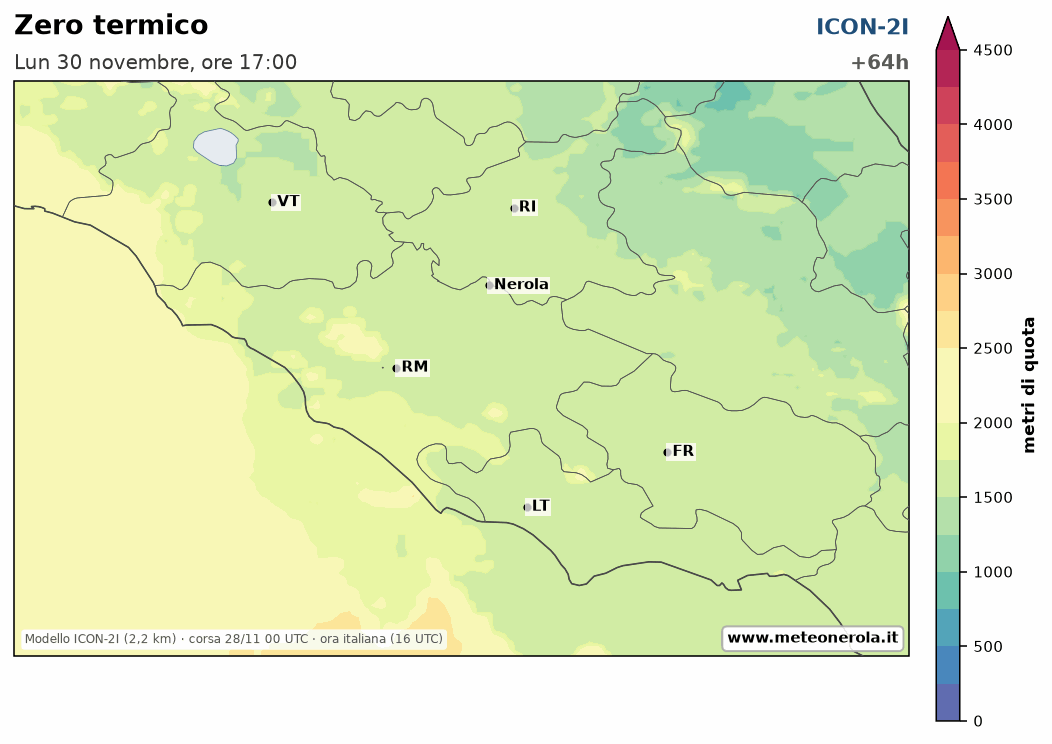 Zero termico
ICON-2I
Lun 30 novembre, ore 17:00
+64h
4500
4000
3500
3000
2500
2000
1500
1000
500
0
metri di quota
VT
RI
Nerola
RM
FR
LT
Modello ICON-2I (2,2 km) · corsa 28/11 00 UTC · ora italiana (16 UTC)
www.meteonerola.it